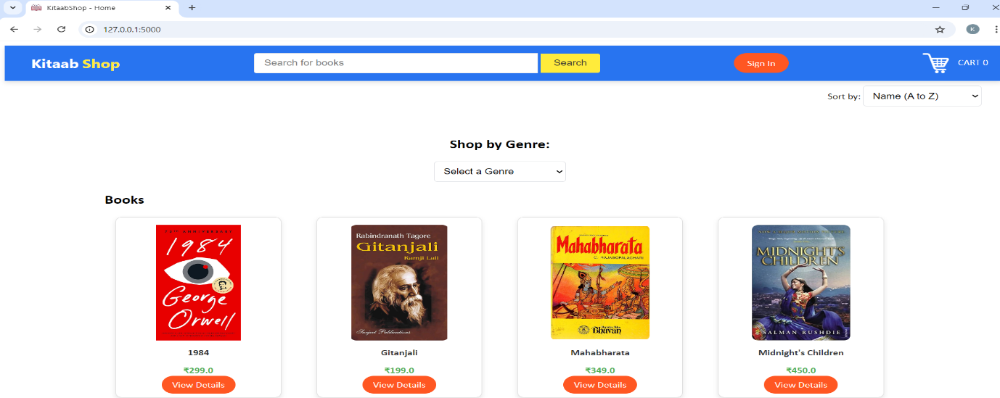 KitaabShop - Home
127.0.0.1:5000
K
Kitaab Shop
Search for books
Search
Sign In
CART 0
Sort by: Name (A to Z)
Shop by Genre:
Select a Genre
Books
1984
George
Orwell
1984
₹299.0
View Details
Rabindranath Tagore
Gitanjali
Ramji Lall
Surjeet Publications
Gitanjali
₹199.0
View Details
Mahabharata
C. RAJAGOPALACHARI
Bhavan
Mahabharata
₹349.0
View Details
MIDNIGHT'S
CHILDREN
SALMAN RUSHDIE
Midnight's Children
₹450.0
View Details